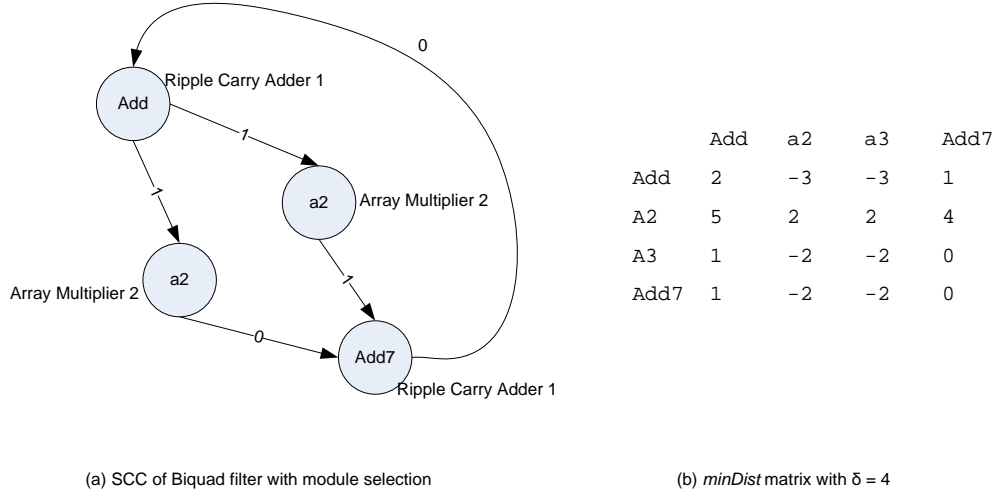 0
Ripple Carry Adder 1
Add
1
a2
Array Multiplier 2
1
a2
Array Multiplier 2
1
0
Add7
Ripple Carry Adder 1
(a) SCC of Biquad filter with module selection
Add a2 a3 Add7
Add 2 -3 -3 1
A2 5 2 2 4
A3 1 -2 -2 0
Add7 1 -2 -2 0
(b) minDist matrix with δ = 4